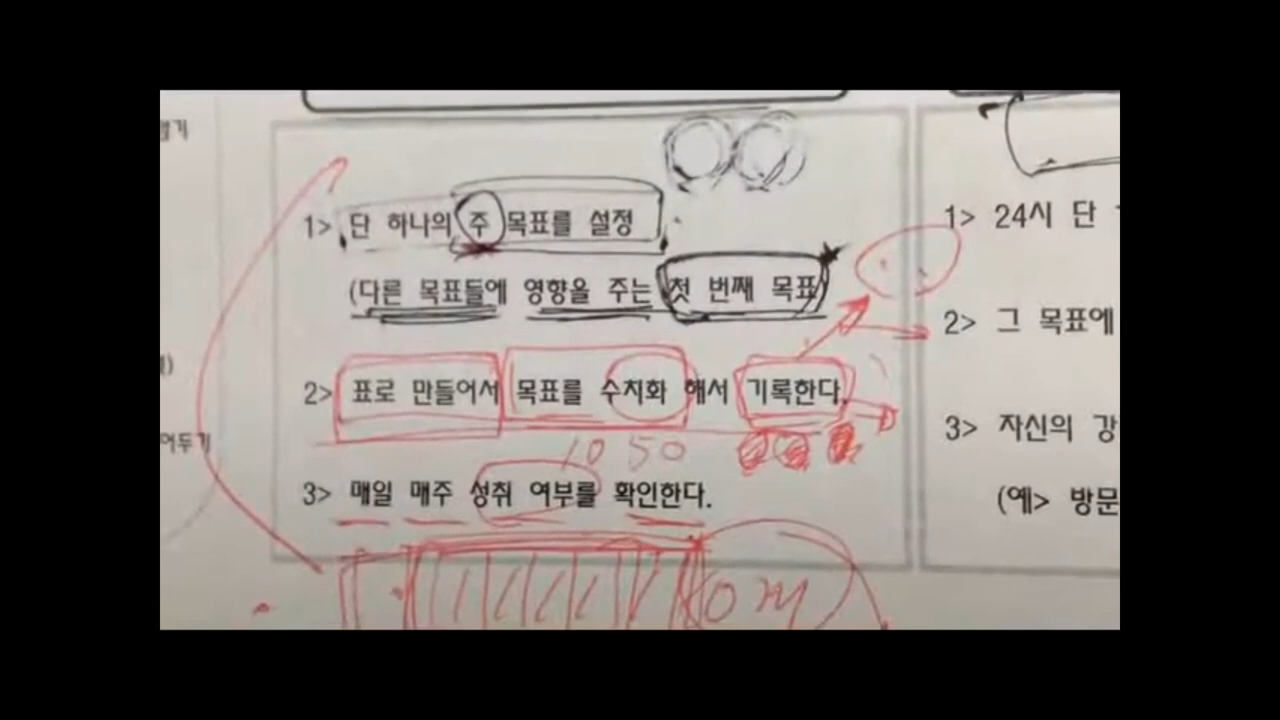 1> 단 하나의 주 목표를 설정
(다른 목표들에 영향을 주는 첫 번째 목표)
2> 표로 만들어서 목표를 수치화 해서 기록한다.
10 50
3> 매일 매주 성취 여부를 확인한다.
1> 24시 단
2> 그 목표에
3> 자신의 강
(예> 방문